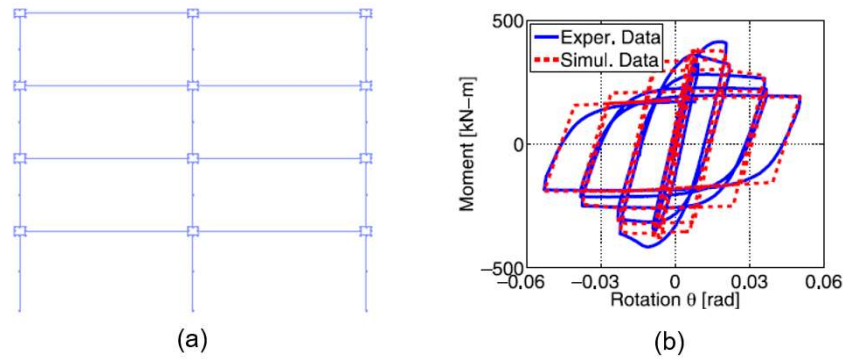 500
Exper. Data
Simul. Data
Moment [kN–m]
0
−500
−0.06 −0.03 0 0.03 0.06
Rotation θ [rad]
(a)
(b)